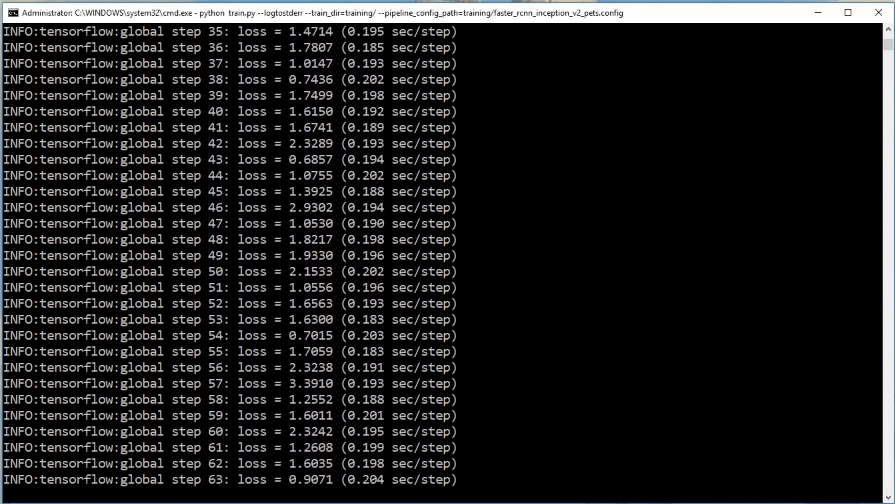 Administrator: C:\WINDOWS\system32\cmd.exe - python train.py --logtostderr --train_dir=training/ --pipeline_config_path=training/faster_rcnn_inception_v2_pets.config
INFO:tensorflow:global step 35: loss = 1.4714 (0.195 sec/step)
INFO:tensorflow:global step 36: loss = 1.7807 (0.185 sec/step)
INFO:tensorflow:global step 37: loss = 1.0147 (0.193 sec/step)
INFO:tensorflow:global step 38: loss = 0.7436 (0.202 sec/step)
INFO:tensorflow:global step 39: loss = 1.7499 (0.198 sec/step)
INFO:tensorflow:global step 40: loss = 1.6150 (0.192 sec/step)
INFO:tensorflow:global step 41: loss = 1.6741 (0.189 sec/step)
INFO:tensorflow:global step 42: loss = 2.3289 (0.193 sec/step)
INFO:tensorflow:global step 43: loss = 0.6857 (0.194 sec/step)
INFO:tensorflow:global step 44: loss = 1.0755 (0.202 sec/step)
INFO:tensorflow:global step 45: loss = 1.3925 (0.188 sec/step)
INFO:tensorflow:global step 46: loss = 2.9302 (0.194 sec/step)
INFO:tensorflow:global step 47: loss = 1.0530 (0.190 sec/step)
INFO:tensorflow:global step 48: loss = 1.8217 (0.198 sec/step)
INFO:tensorflow:global step 49: loss = 1.9330 (0.196 sec/step)
INFO:tensorflow:global step 50: loss = 2.1533 (0.202 sec/step)
INFO:tensorflow:global step 51: loss = 1.0556 (0.196 sec/step)
INFO:tensorflow:global step 52: loss = 1.6563 (0.193 sec/step)
INFO:tensorflow:global step 53: loss = 1.6300 (0.183 sec/step)
INFO:tensorflow:global step 54: loss = 0.7015 (0.203 sec/step)
INFO:tensorflow:global step 55: loss = 1.7059 (0.183 sec/step)
INFO:tensorflow:global step 56: loss = 2.3238 (0.191 sec/step)
INFO:tensorflow:global step 57: loss = 3.3910 (0.193 sec/step)
INFO:tensorflow:global step 58: loss = 1.2552 (0.188 sec/step)
INFO:tensorflow:global step 59: loss = 1.6011 (0.201 sec/step)
INFO:tensorflow:global step 60: loss = 2.3242 (0.195 sec/step)
INFO:tensorflow:global step 61: loss = 1.2608 (0.199 sec/step)
INFO:tensorflow:global step 62: loss = 1.6035 (0.198 sec/step)
INFO:tensorflow:global step 63: loss = 0.9071 (0.204 sec/step)